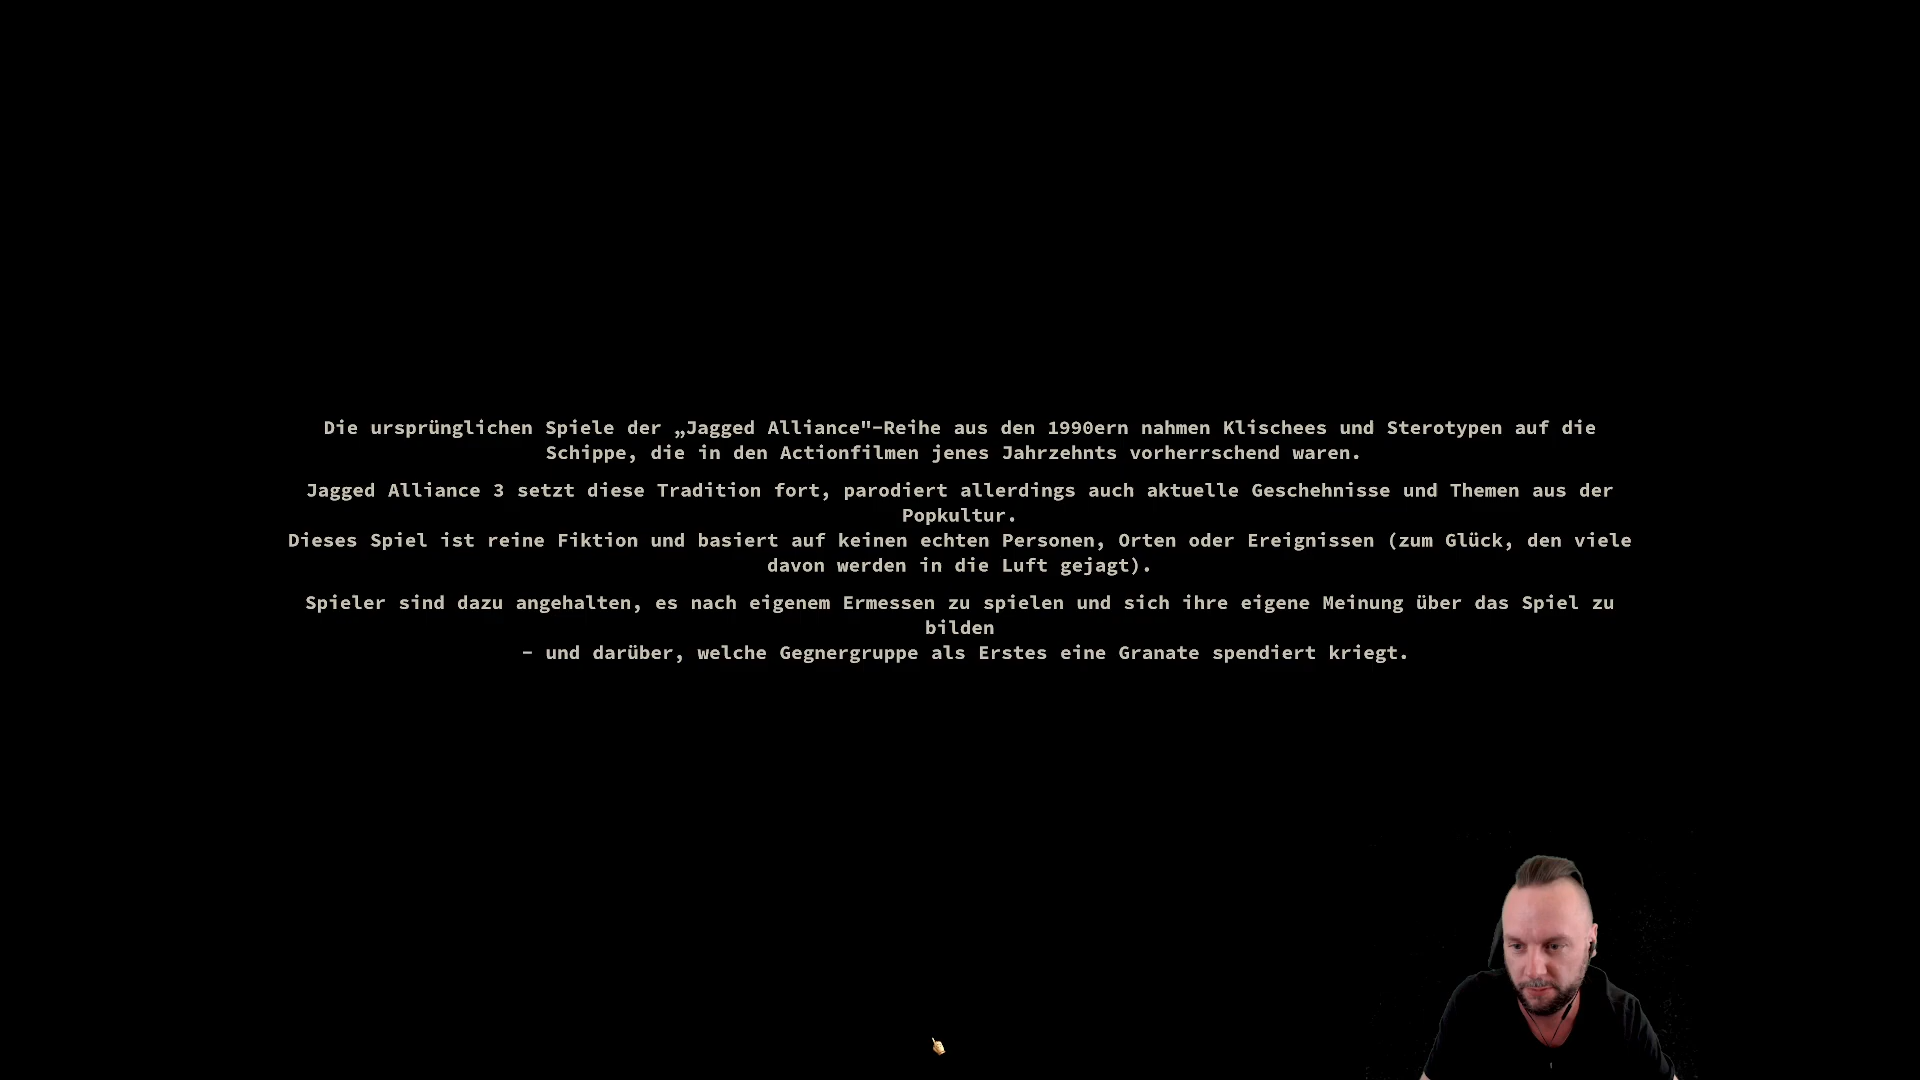 Die ursprünglichen Spiele der „Jagged Alliance"-Reihe aus den 1990ern nahmen Klischees und Sterotypen auf die
Schippe, die in den Actionfilmen jenes Jahrzehnts vorherrschend waren.
Jagged Alliance 3 setzt diese Tradition fort, parodiert allerdings auch aktuelle Geschehnisse und Themen aus der
Popkultur.
Dieses Spiel ist reine Fiktion und basiert auf keinen echten Personen, Orten oder Ereignissen (zum Glück, den viele
davon werden in die Luft gejagt).
Spieler sind dazu angehalten, es nach eigenem Ermessen zu spielen und sich ihre eigene Meinung über das Spiel zu
bilden
- und darüber, welche Gegnergruppe als Erstes eine Granate spendiert kriegt.